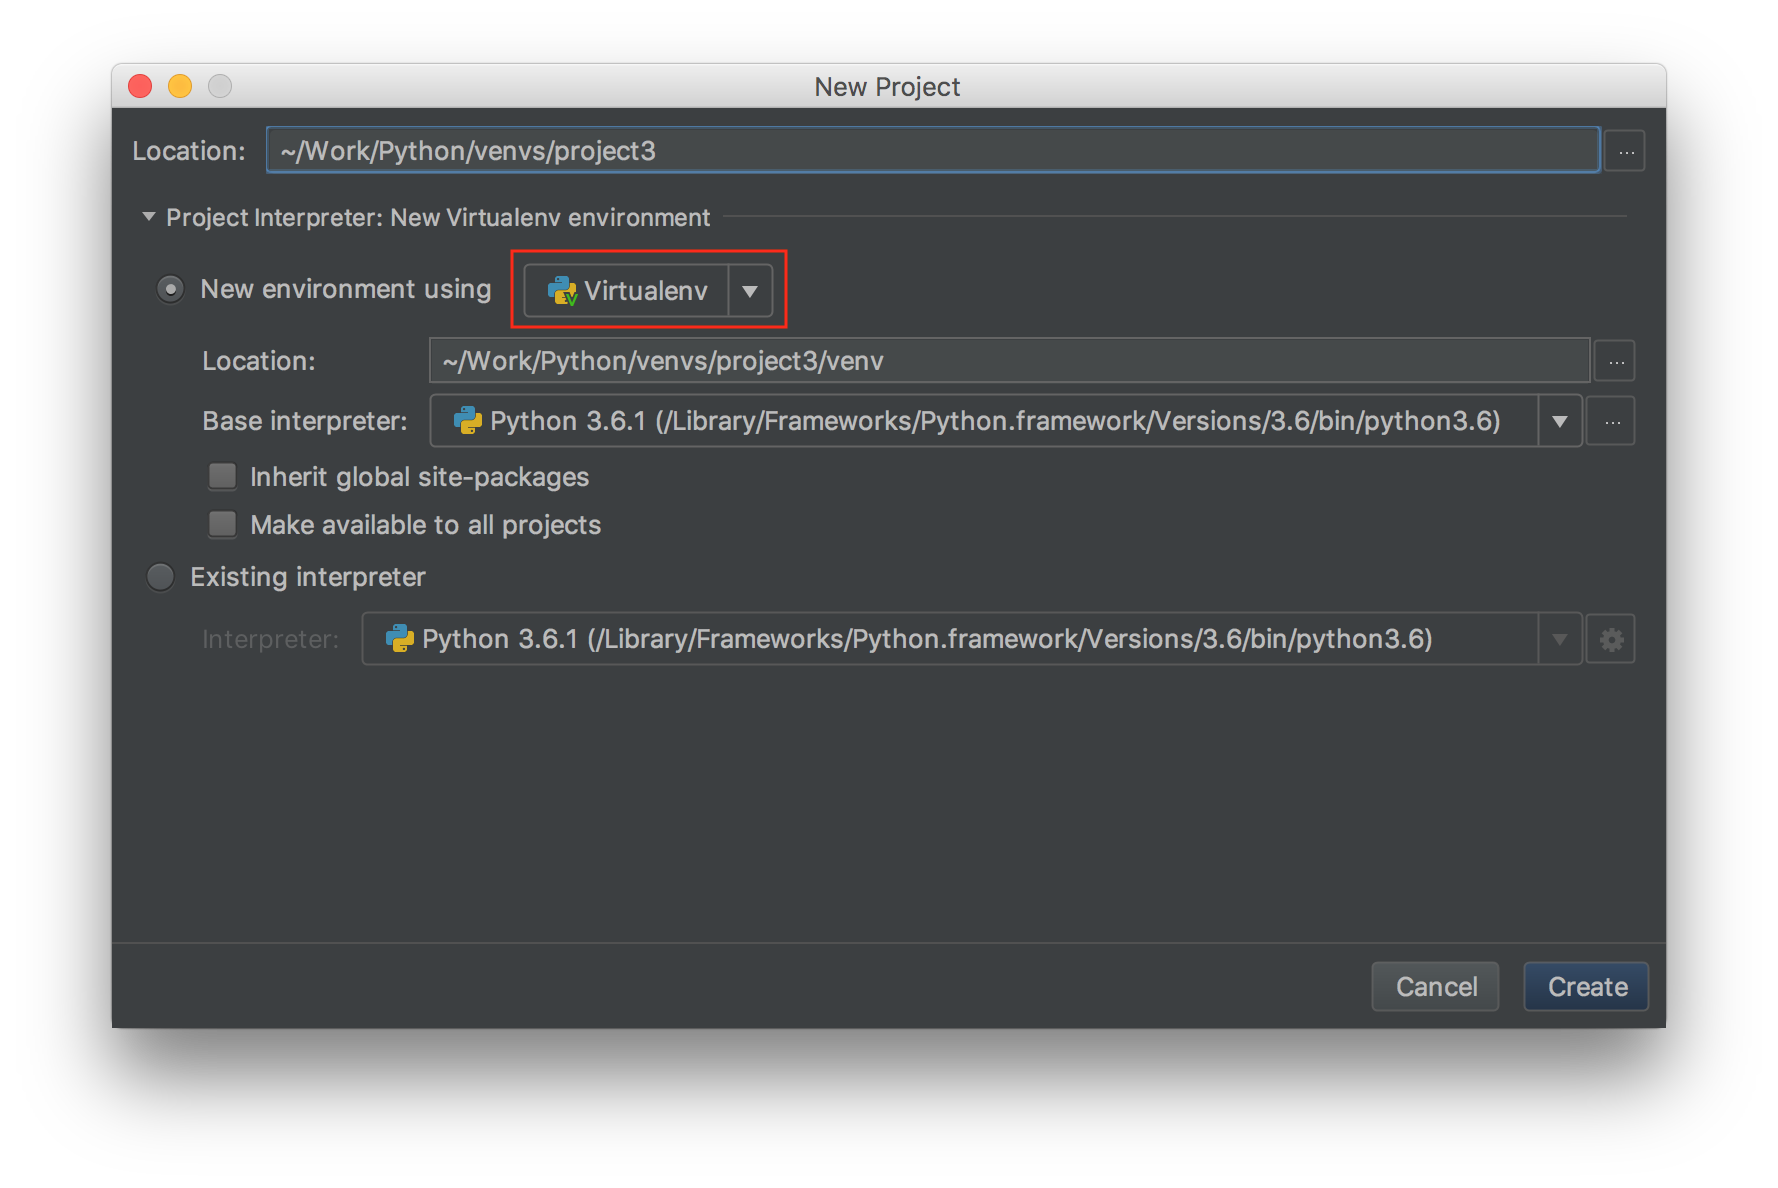 New Project
Location: ~/Work/Python/venvs/project3 ...
Project Interpreter: New Virtualenv environment
New environment using Virtualenv
Location: ~/Work/Python/venvs/project3/venv ...
Base interpreter: Python 3.6.1 (/Library/Frameworks/Python.framework/Versions/3.6/bin/python3.6) ...
Inherit global site-packages
Make available to all projects
Existing interpreter
Interpreter: Python 3.6.1 (/Library/Frameworks/Python.framework/Versions/3.6/bin/python3.6)
Cancel Create